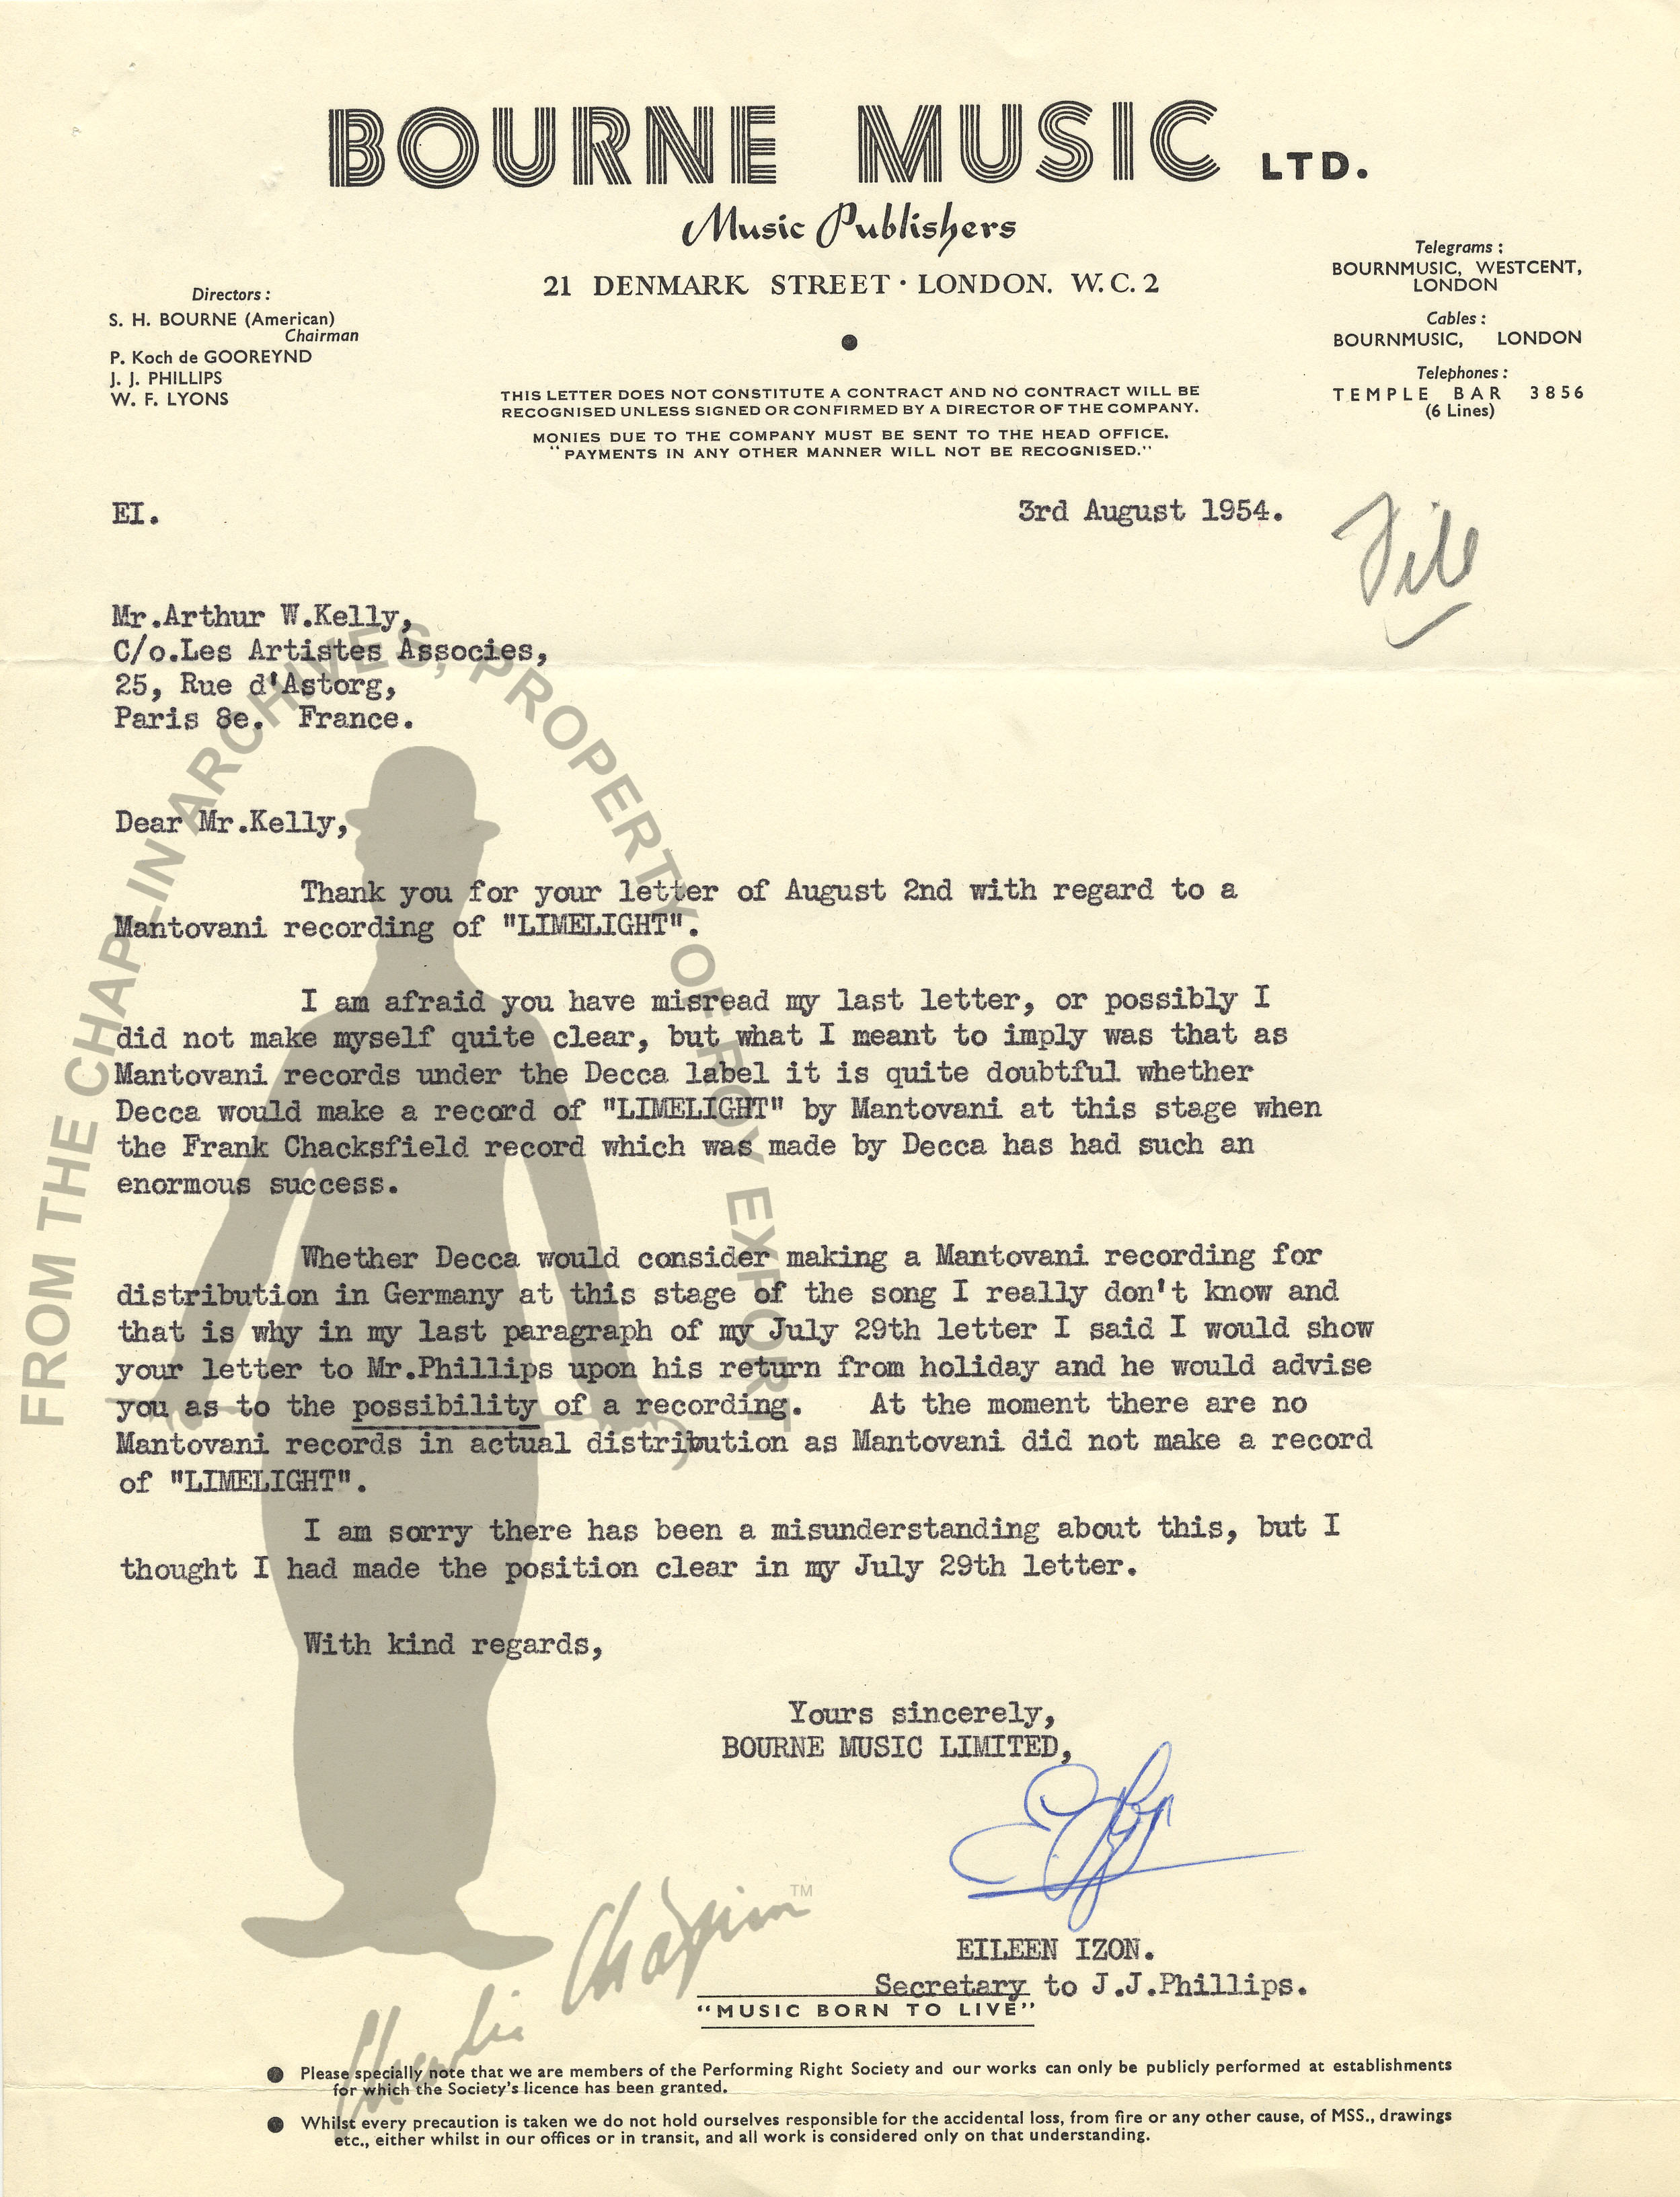 BOURNE MUSIC LTD.
Music Publishers
21 DENMARK STREET · LONDON. W.C.2
Directors :
S. H. BOURNE (American)
Chairman
P. Koch de GOOREYND
J. J. PHILLIPS
W. F. LYONS
Telegrams :
BOURNMUSIC, WESTCENT,
LONDON
Cables :
BOURNMUSIC, LONDON
Telephones :
TEMPLE BAR 3856
(6 Lines)
THIS LETTER DOES NOT CONSTITUTE A CONTRACT AND NO CONTRACT WILL BE
RECOGNISED UNLESS SIGNED OR CONFIRMED BY A DIRECTOR OF THE COMPANY.
MONIES DUE TO THE COMPANY MUST BE SENT TO THE HEAD OFFICE.
"PAYMENTS IN ANY OTHER MANNER WILL NOT BE RECOGNISED."
EI.
3rd August 1954.
File
Mr.Arthur W.Kelly,
C/o.Les Artistes Associes,
25, Rue d'Astorg,
Paris 8e. France.
Dear Mr.Kelly,
Thank you for your letter of August 2nd with regard to a
Mantovani recording of "LIMELIGHT".
I am afraid you have misread my last letter, or possibly I
did not make myself quite clear, but what I meant to imply was that as
Mantovani records under the Decca label it is quite doubtful whether
Decca would make a record of "LIMELIGHT" by Mantovani at this stage when
the Frank Chacksfield record which was made by Decca has had such an
enormous success.
Whether Decca would consider making a Mantovani recording for
distribution in Germany at this stage of the song I really don't know and
that is why in my last paragraph of my July 29th letter I said I would show
your letter to Mr.Phillips upon his return from holiday and he would advise
you as to the possibility of a recording. At the moment there are no
Mantovani records in actual distribution as Mantovani did not make a record
of "LIMELIGHT".
I am sorry there has been a misunderstanding about this, but I
thought I had made the position clear in my July 29th letter.
With kind regards,
Yours sincerely,
BOURNE MUSIC LIMITED,
EILEEN IZON.
Secretary to J.J.Phillips.
"MUSIC BORN TO LIVE"
● Please specially note that we are members of the Performing Right Society and our works can only be publicly performed at establishments
for which the Society's licence has been granted.
● Whilst every precaution is taken we do not hold ourselves responsible for the accidental loss, from fire or any other cause, of MSS., drawings
etc., either whilst in our offices or in transit, and all work is considered only on that understanding.
FROM THE CHAPLIN ARCHIVES, PROPERTY OF ROY EXPORT
Charlie Chaplin TM